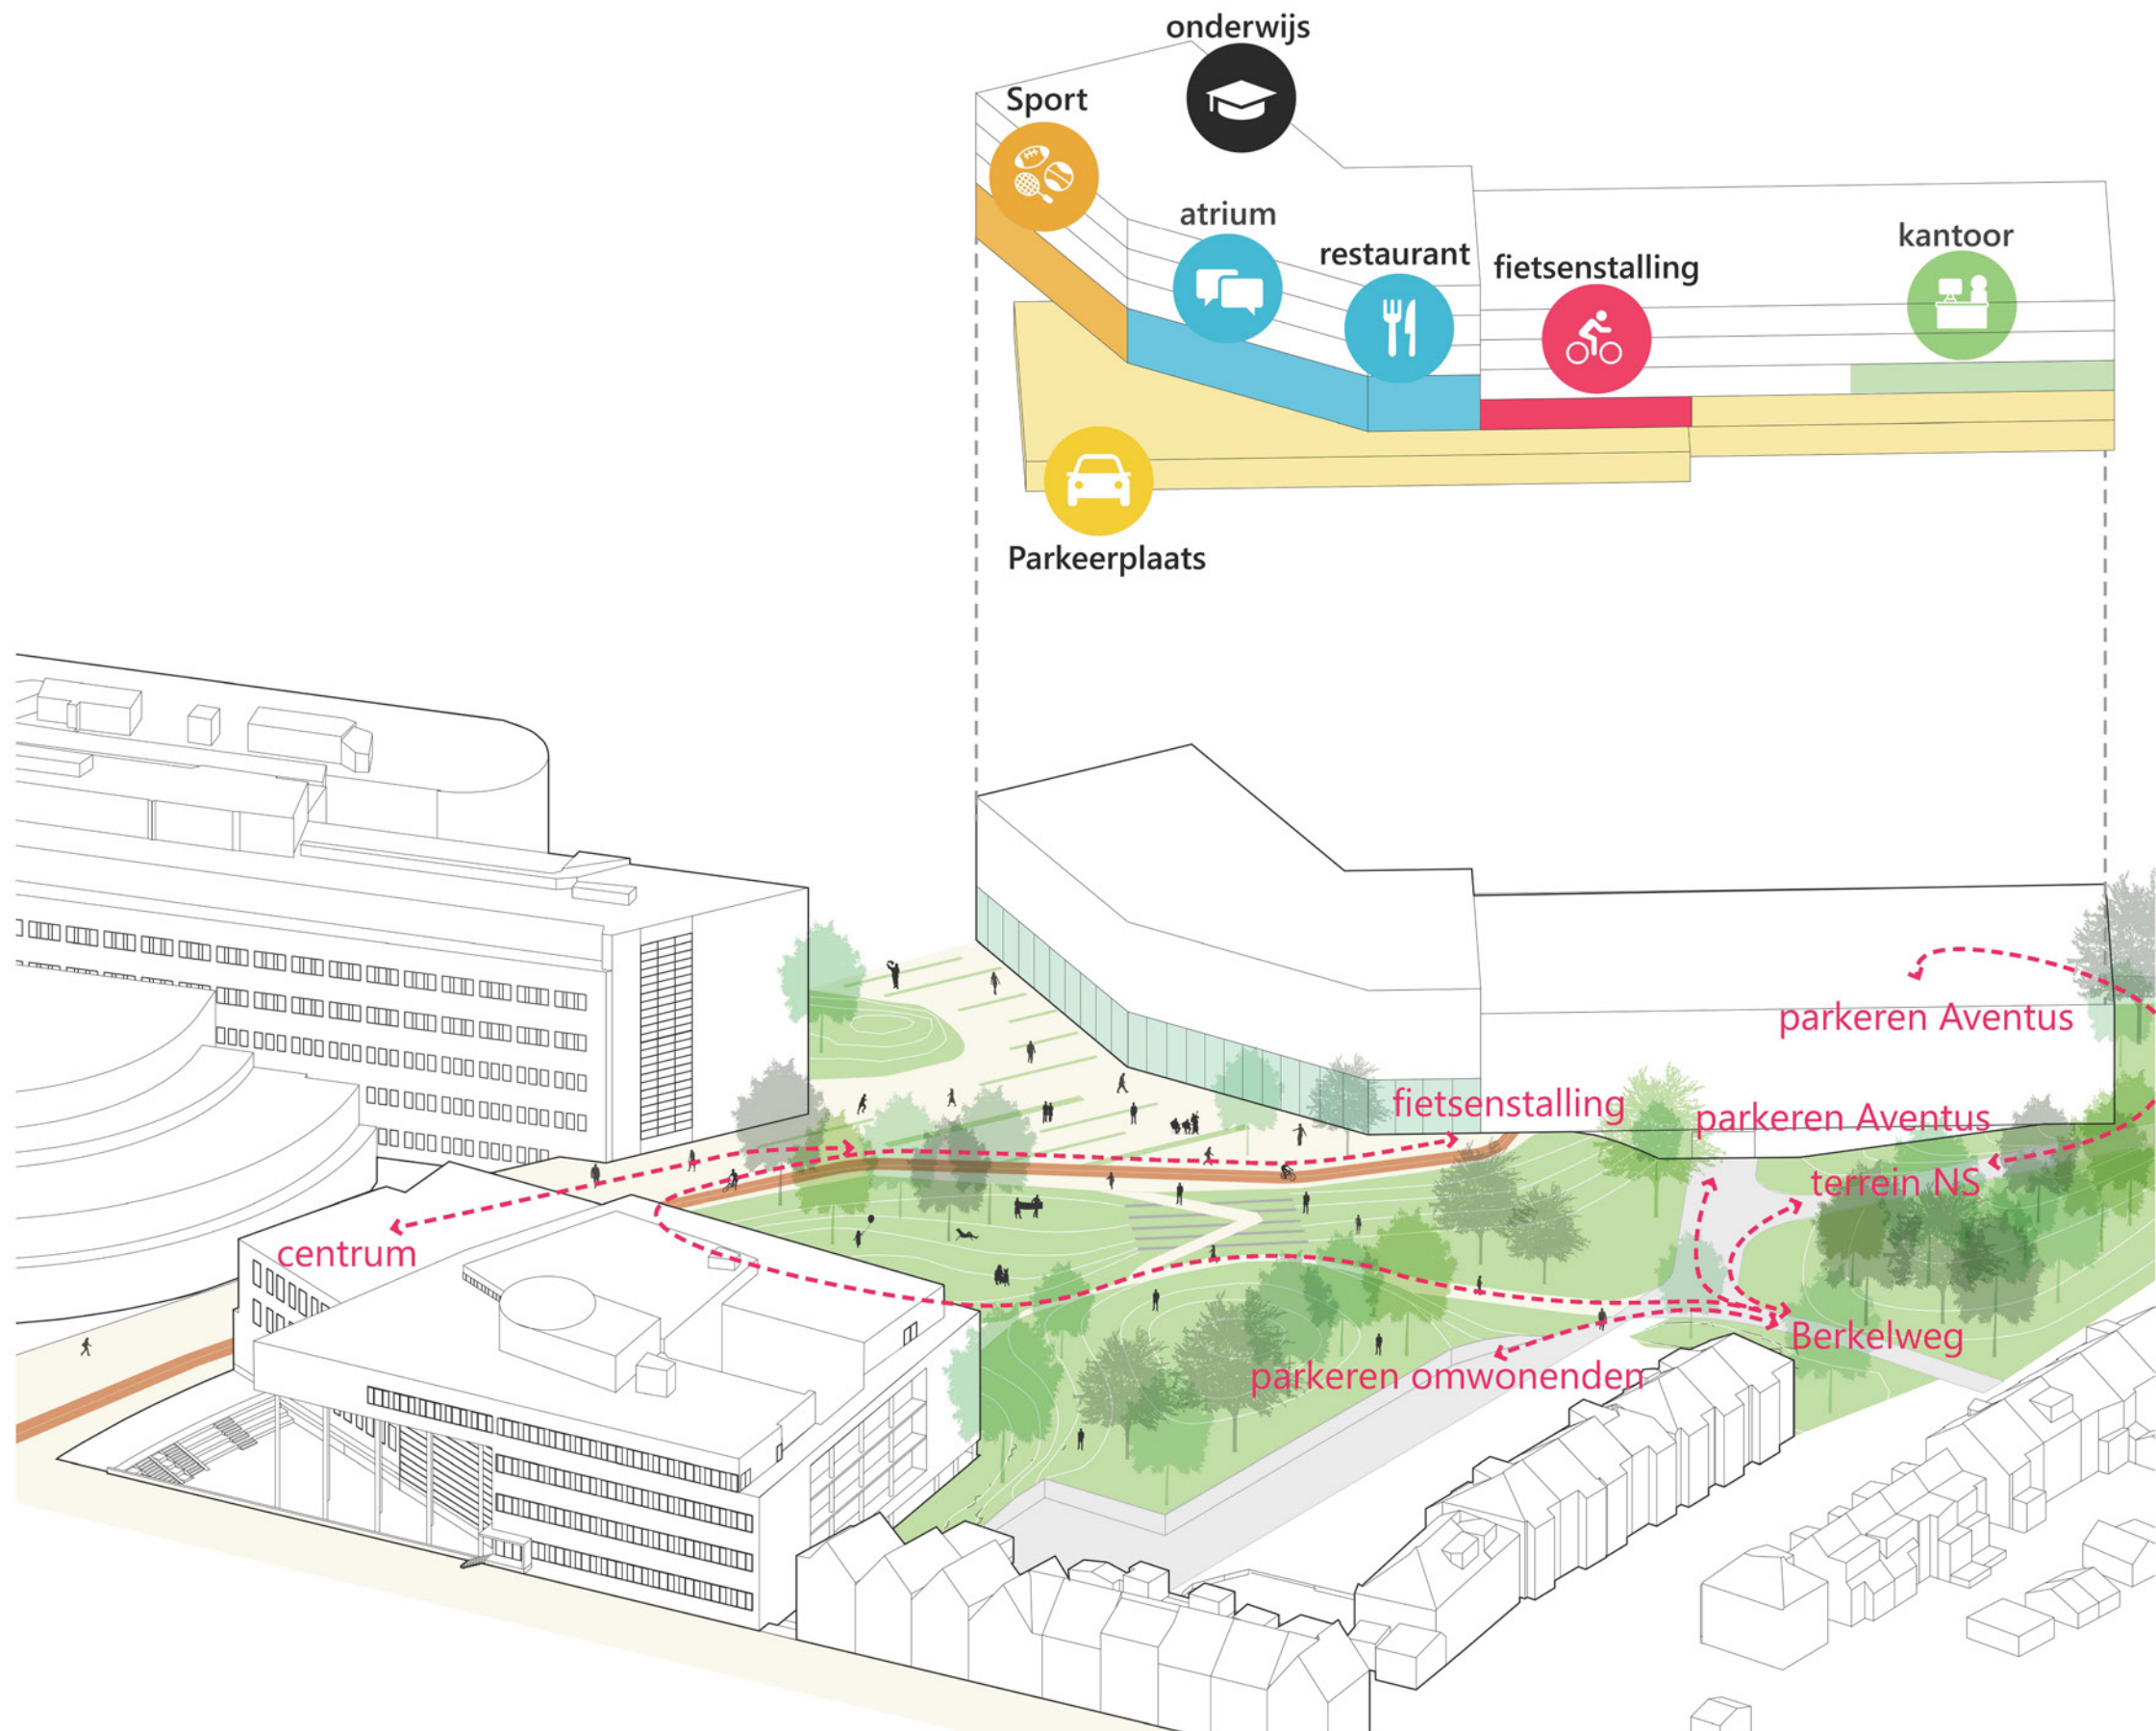 onderwijs
Sport
atrium
restaurant
fietsenstalling
kantoor
Parkeerplaats
parkeren Aventus
fietsenstalling
parkeren Aventus
terrein NS
centrum
Berkelweg
parkeren omwonenden